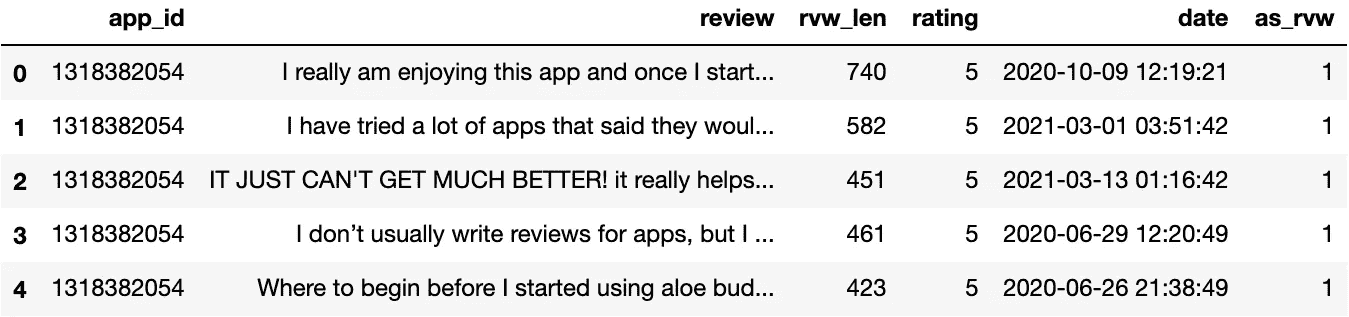 app_id review rvw_len rating date as_rvw
0 1318382054 I really am enjoying this app and once I start... 740 5 2020-10-09 12:19:21 1
1 1318382054 I have tried a lot of apps that said they woul... 582 5 2021-03-01 03:51:42 1
2 1318382054 IT JUST CAN'T GET MUCH BETTER! it really helps... 451 5 2021-03-13 01:16:42 1
3 1318382054 I don’t usually write reviews for apps, but I ... 461 5 2020-06-29 12:20:49 1
4 1318382054 Where to begin before I started using aloe bud... 423 5 2020-06-26 21:38:49 1